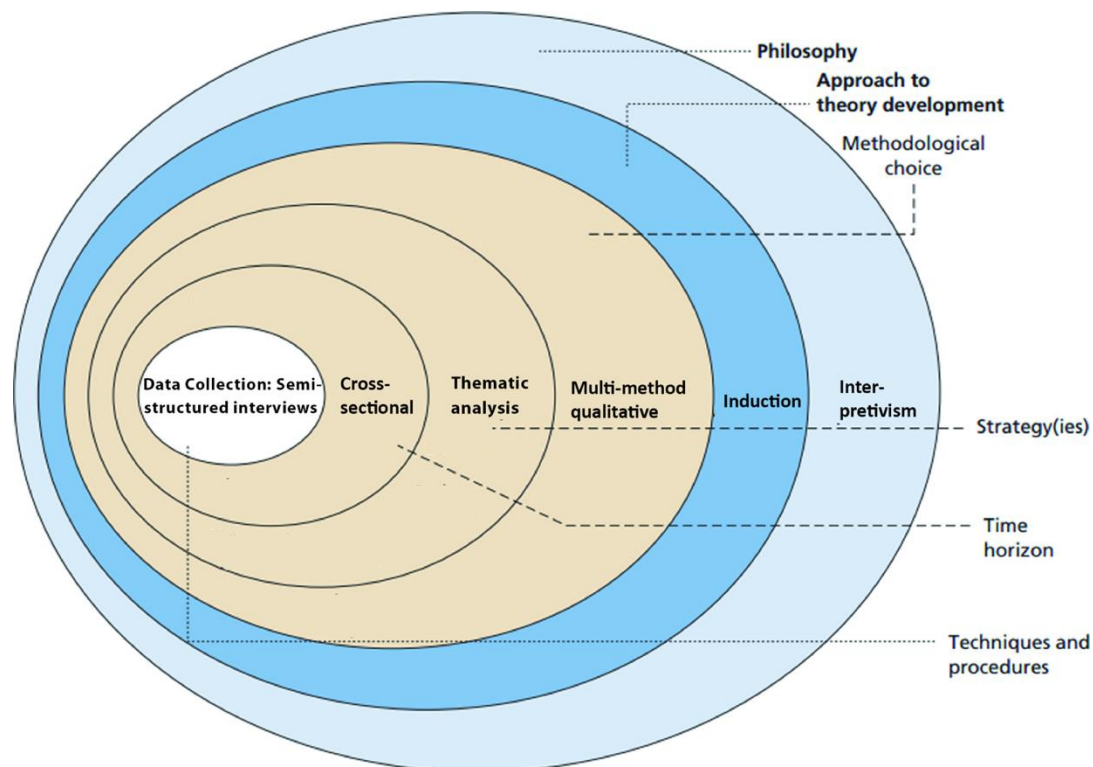 Philosophy
Approach to
theory development
Methodological
choice
Data Collection: Semi-
structured interviews
Cross-
sectional
Thematic
analysis
Multi-method
qualitative
Induction
Inter-
pretivism
Strategy(ies)
Time
horizon
Techniques and
procedures